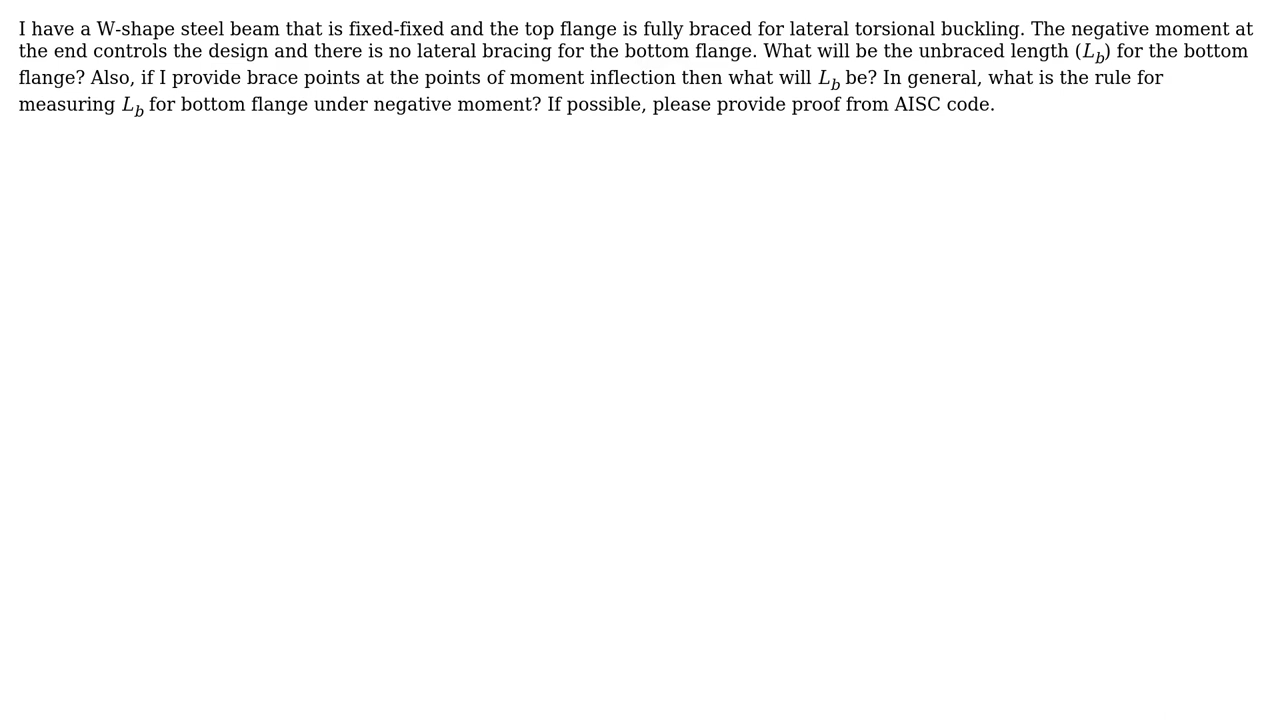 I have a W-shape steel beam that is fixed-fixed and the top flange is fully braced for lateral torsional buckling. The negative moment at
the end controls the design and there is no lateral bracing for the bottom flange. What will be the unbraced length (L_b) for the bottom
flange? Also, if I provide brace points at the points of moment inflection then what will L_b be? In general, what is the rule for
measuring L_b for bottom flange under negative moment? If possible, please provide proof from AISC code.